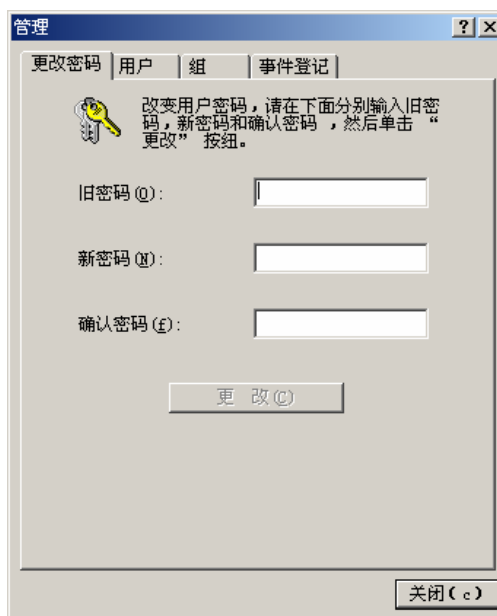 管理
更改密码 用户 组 事件登记
改变用户密码，请在下面分别输入旧密
码，新密码和确认密码 ，然后单击 “
更改” 按纽。
旧密码(O)：
新密码(N)：
确认密码(f)：
更 改(C)
关闭(c)